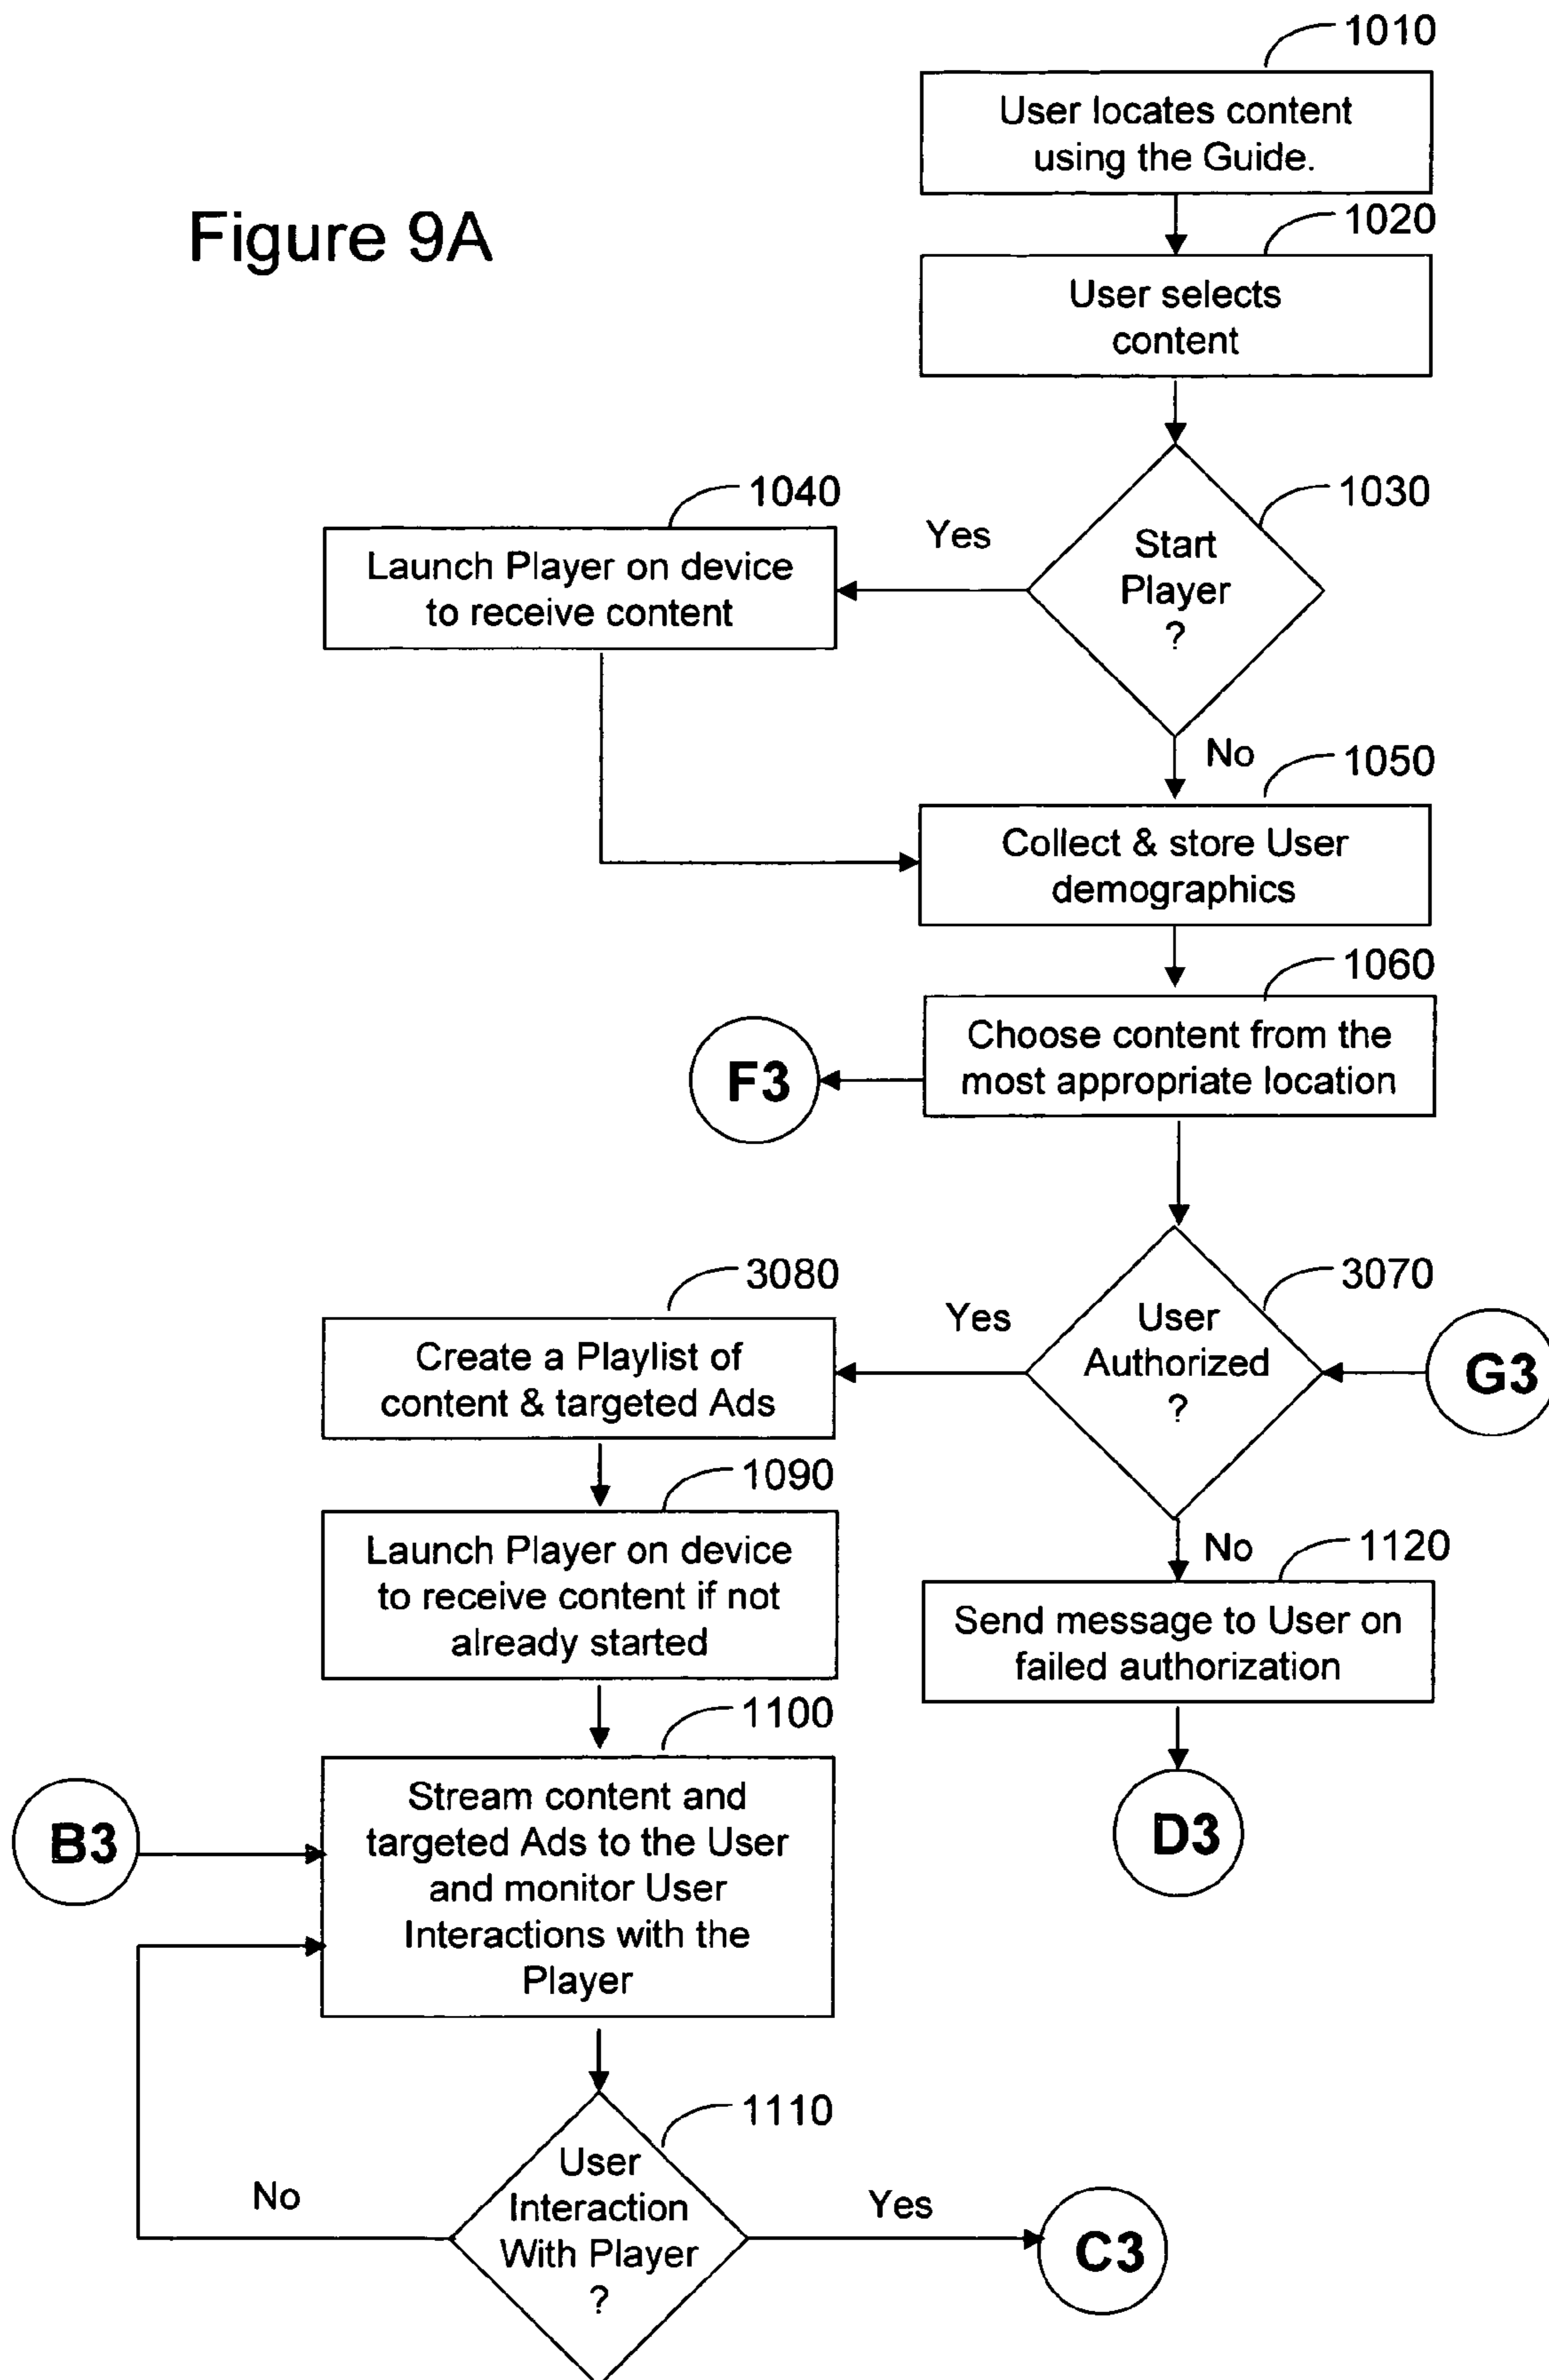 Figure 9A
1010
User locates content
using the Guide.
1020
User selects
content
1030
Start
Player
?
Yes
1040
Launch Player on device
to receive content
No
1050
Collect & store User
demographics
1060
Choose content from the
most appropriate location
F3
3070
User
Authorized
?
G3
Yes
3080
Create a Playlist of
content & targeted Ads
1090
Launch Player on device
to receive content if not
already started
No
1120
Send message to User on
failed authorization
D3
1100
Stream content and
targeted Ads to the User
and monitor User
Interactions with the
Player
B3
1110
User
Interaction
With Player
?
No
Yes
C3